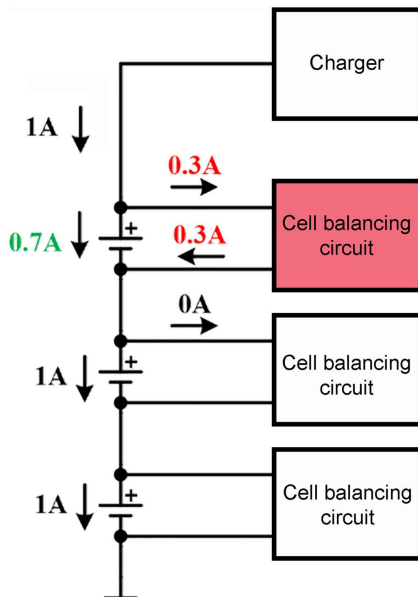 Charger
1A
0.3A
Cell balancing
circuit
0.7A
+
0.3A
0A
Cell balancing
circuit
1A
+
Cell balancing
circuit
1A
+